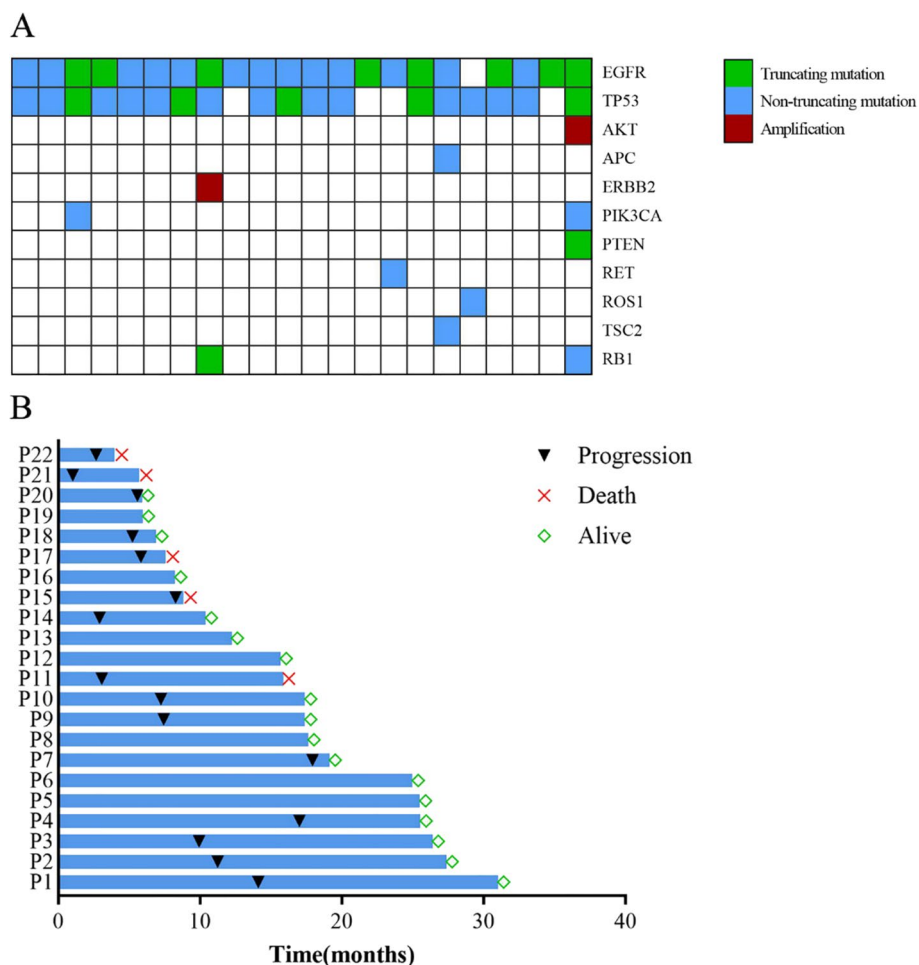 A
EGFR
TP53
AKT
APC
ERBB2
PIK3CA
PTEN
RET
ROS1
TSC2
RB1
Truncating mutation
Non-truncating mutation
Amplification
B
P22
P21
P20
P19
P18
P17
P16
P15
P14
P13
P12
P11
P10
P9
P8
P7
P6
P5
P4
P3
P2
P1
Progression
Death
Alive
0 10 20 30 40
Time(months)